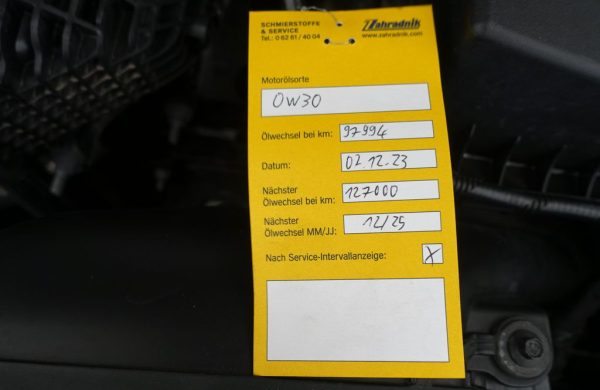 SCHMIERSTOFFE
& SERVICE
Tel.: 0 62 61 / 40 04
Zahradnik
www.zahradnik.com
Motorölsorte
0W30
Ölwechsel bei km: 97994
Datum: 07.12.23
Nächster
Ölwechsel bei km: 127000
Nächster
Ölwechsel MM/JJ: 12/25
Nach Service-Intervallanzeige: X